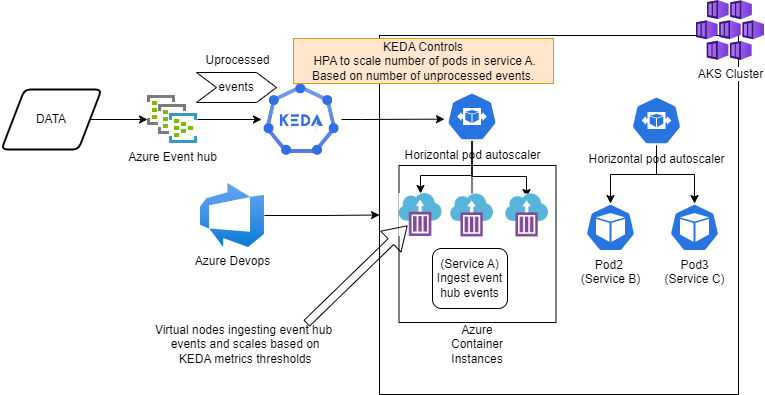 KEDA Controls
HPA to scale number of pods in service A.
Based on number of unprocessed events.
AKS Cluster
Uprocessed
events
DATA
KEDA
Azure Event hub
Horizontal pod autoscaler
Horizontal pod autoscaler
Azure Devops
(Service A)
Ingest event
hub events
Pod2
(Service B)
Pod3
(Service C)
Virtual nodes ingesting event hub
events and scales based on
KEDA metrics thresholds
Azure
Container
Instances